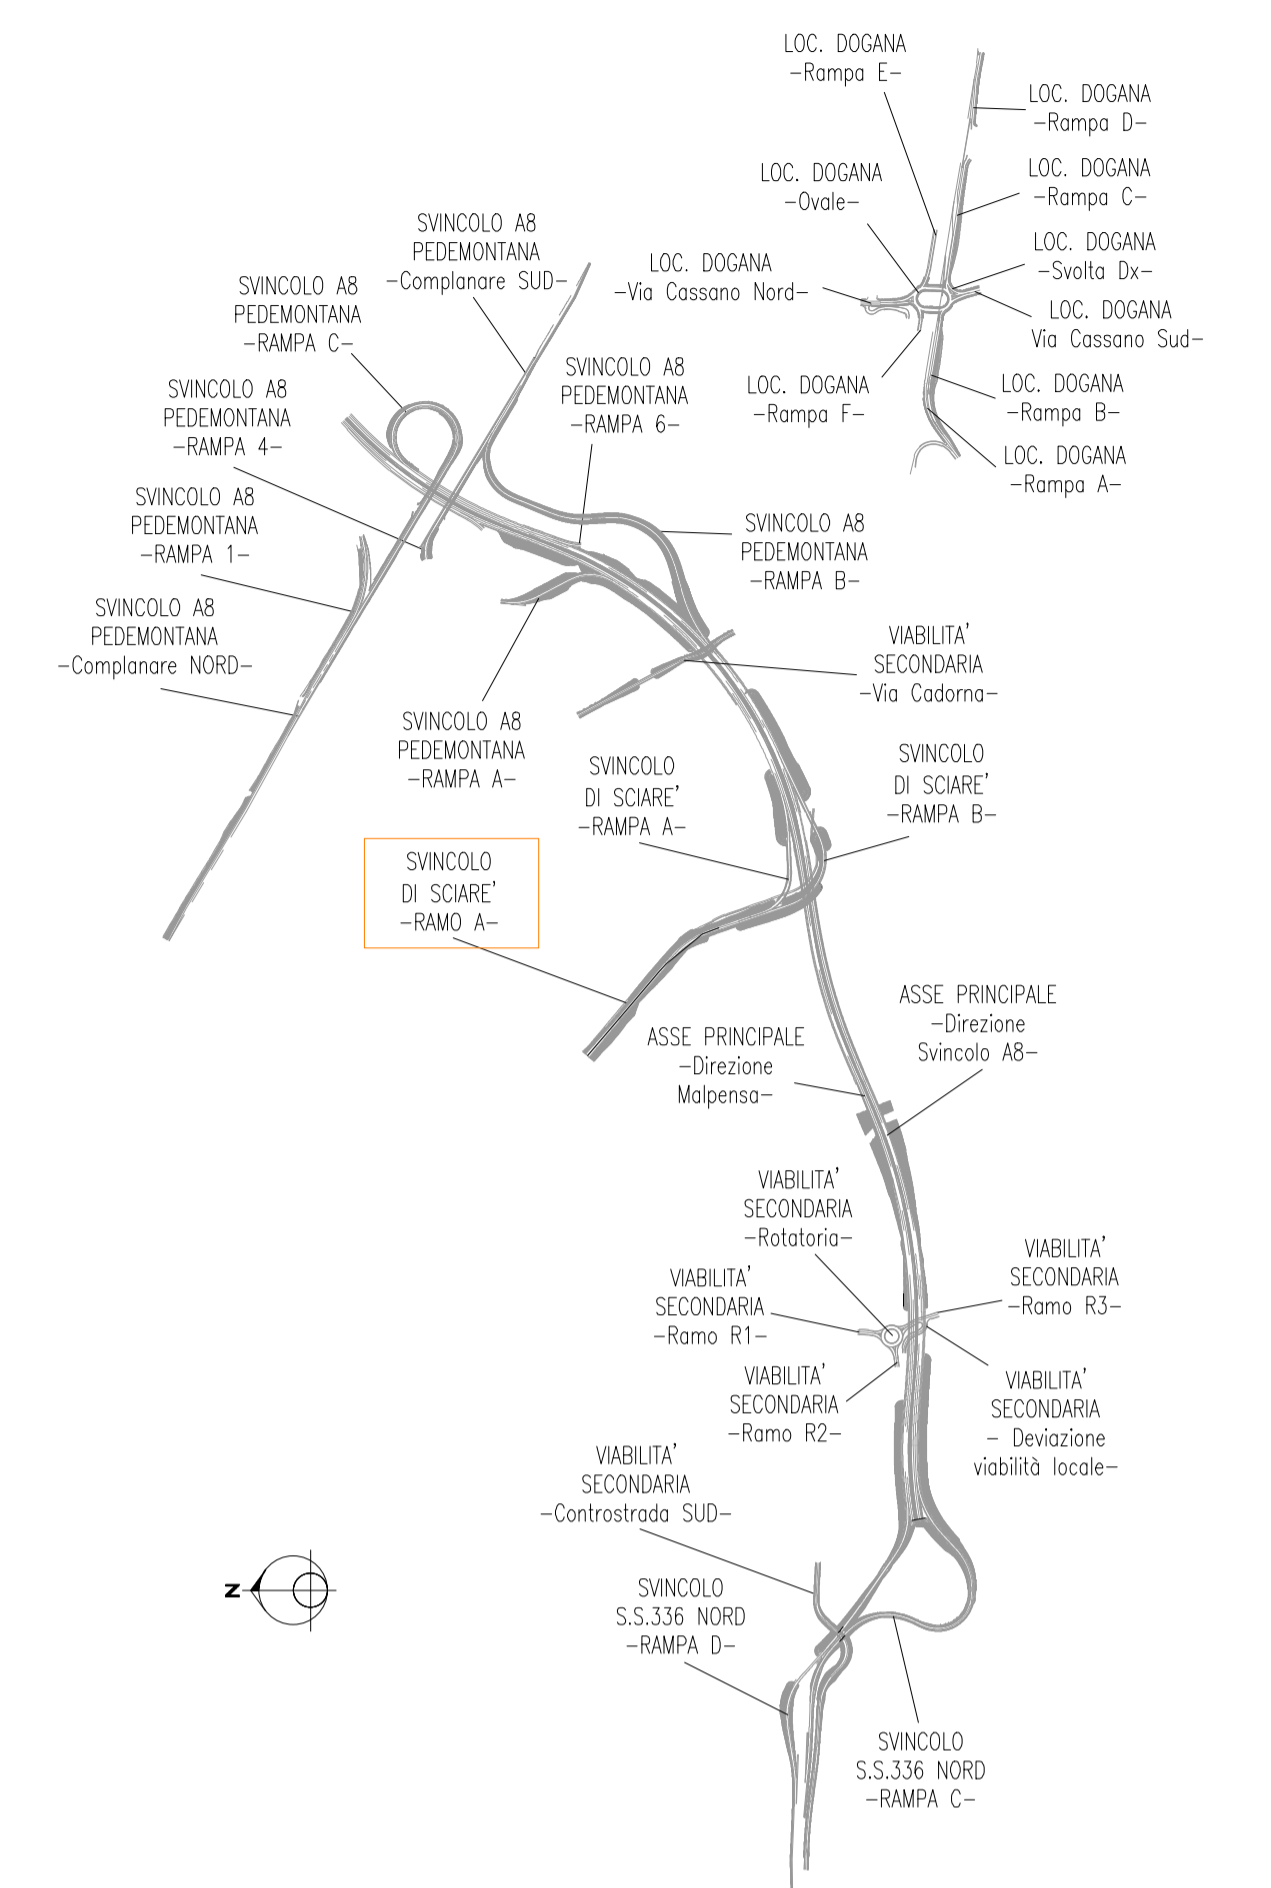 LOC. DOGANA
-Rampa E-
LOC. DOGANA
-Rampa D-
LOC. DOGANA
-Ovale-
LOC. DOGANA
-Rampa C-
SVINCOLO A8
PEDEMONTANA
-Complanare SUD-
LOC. DOGANA
-Via Cassano Nord-
LOC. DOGANA
-Svolta Dx-
SVINCOLO A8
PEDEMONTANA
-RAMPA C-
LOC. DOGANA
Via Cassano Sud-
SVINCOLO A8
PEDEMONTANA
-RAMPA 4-
SVINCOLO A8
PEDEMONTANA
-RAMPA 6-
LOC. DOGANA
-Rampa F-
LOC. DOGANA
-Rampa B-
LOC. DOGANA
-Rampa A-
SVINCOLO A8
PEDEMONTANA
-RAMPA 1-
SVINCOLO A8
PEDEMONTANA
-RAMPA B-
SVINCOLO A8
PEDEMONTANA
-Complanare NORD-
VIABILITA'
SECONDARIA
-Via Cadorna-
SVINCOLO A8
PEDEMONTANA
-RAMPA A-
SVINCOLO
DI SCIARE'
-RAMPA A-
SVINCOLO
DI SCIARE'
-RAMPA B-
SVINCOLO
DI SCIARE'
-RAMO A-
ASSE PRINCIPALE
-Direzione
Svincolo A8-
ASSE PRINCIPALE
-Direzione
Malpensa-
VIABILITA'
SECONDARIA
-Rotatoria-
VIABILITA'
SECONDARIA
-Ramo R3-
VIABILITA'
SECONDARIA
-Ramo R1-
VIABILITA'
SECONDARIA
-Ramo R2-
VIABILITA'
SECONDARIA
- Deviazione
viabilità locale-
VIABILITA'
SECONDARIA
-Controstrada SUD-
N
SVINCOLO
S.S.336 NORD
-RAMPA D-
SVINCOLO
S.S.336 NORD
-RAMPA C-